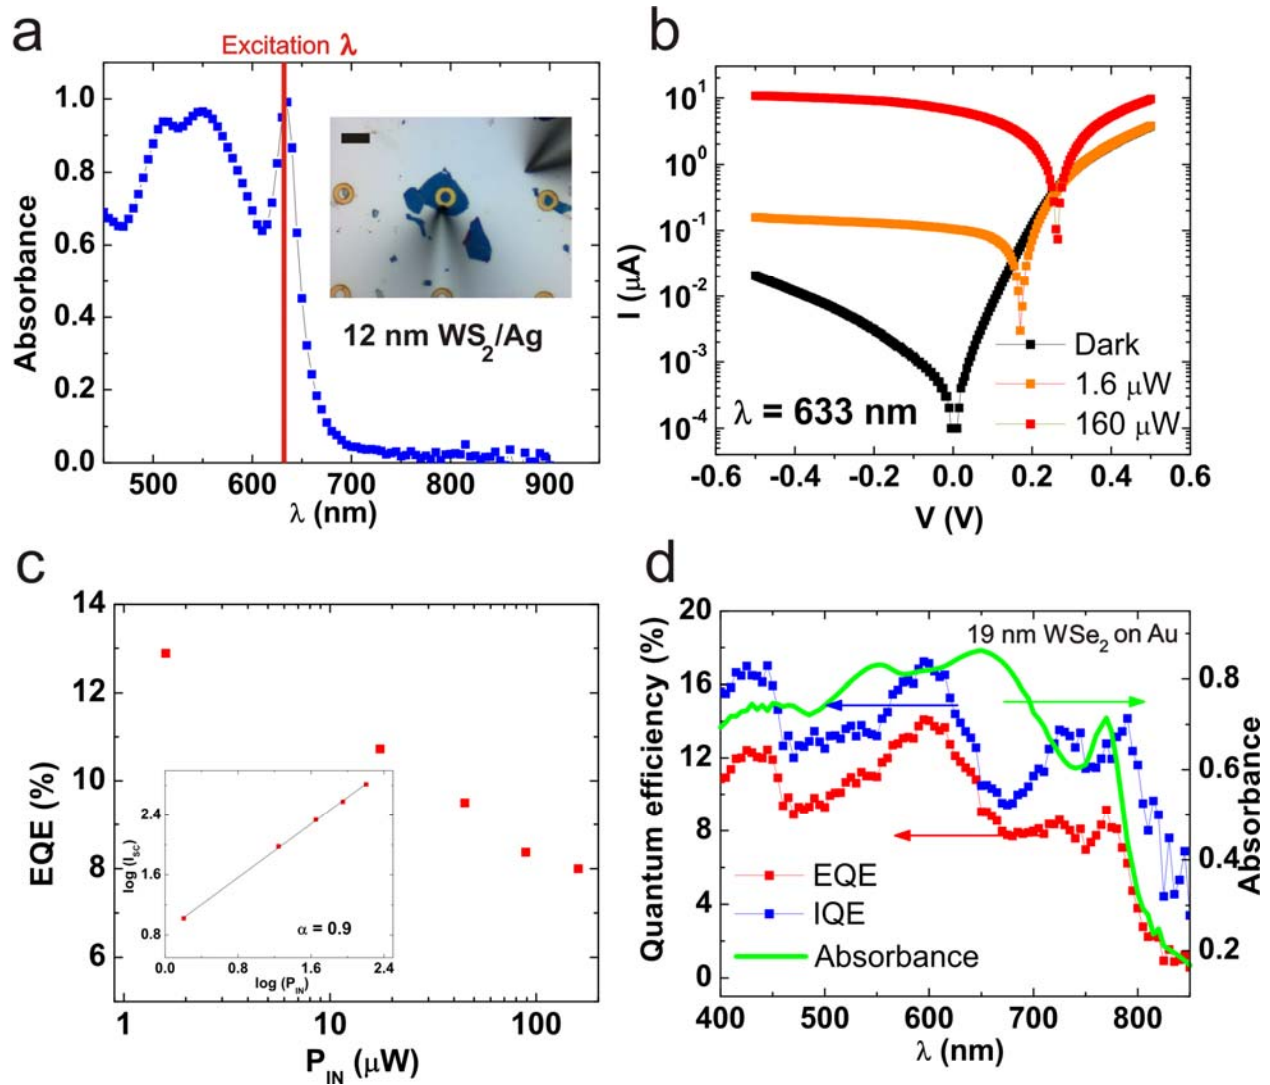 a
Excitation λ
1.0
0.8
0.6
0.4
0.2
0.0
Absorbance
12 nm WS2/Ag
500 600 700 800 900
λ (nm)
b
10^1
10^0
10^-1
10^-2
10^-3
10^-4
I (μA)
Dark
1.6 μW
160 μW
λ = 633 nm
-0.6 -0.4 -0.2 0.0 0.2 0.4 0.6
V (V)
c
14
12
10
8
6
EQE (%)
2.4
1.6
0.8
log (ISC)
α = 0.9
0.0 0.8 1.6 2.4
log (PIN)
1 10 100
PIN (μW)
d
20
16
12
8
4
0
Quantum efficiency (%)
19 nm WSe2 on Au
0.8
0.6
0.4
0.2
Absorbance
EQE
IQE
Absorbance
400 500 600 700 800
λ (nm)